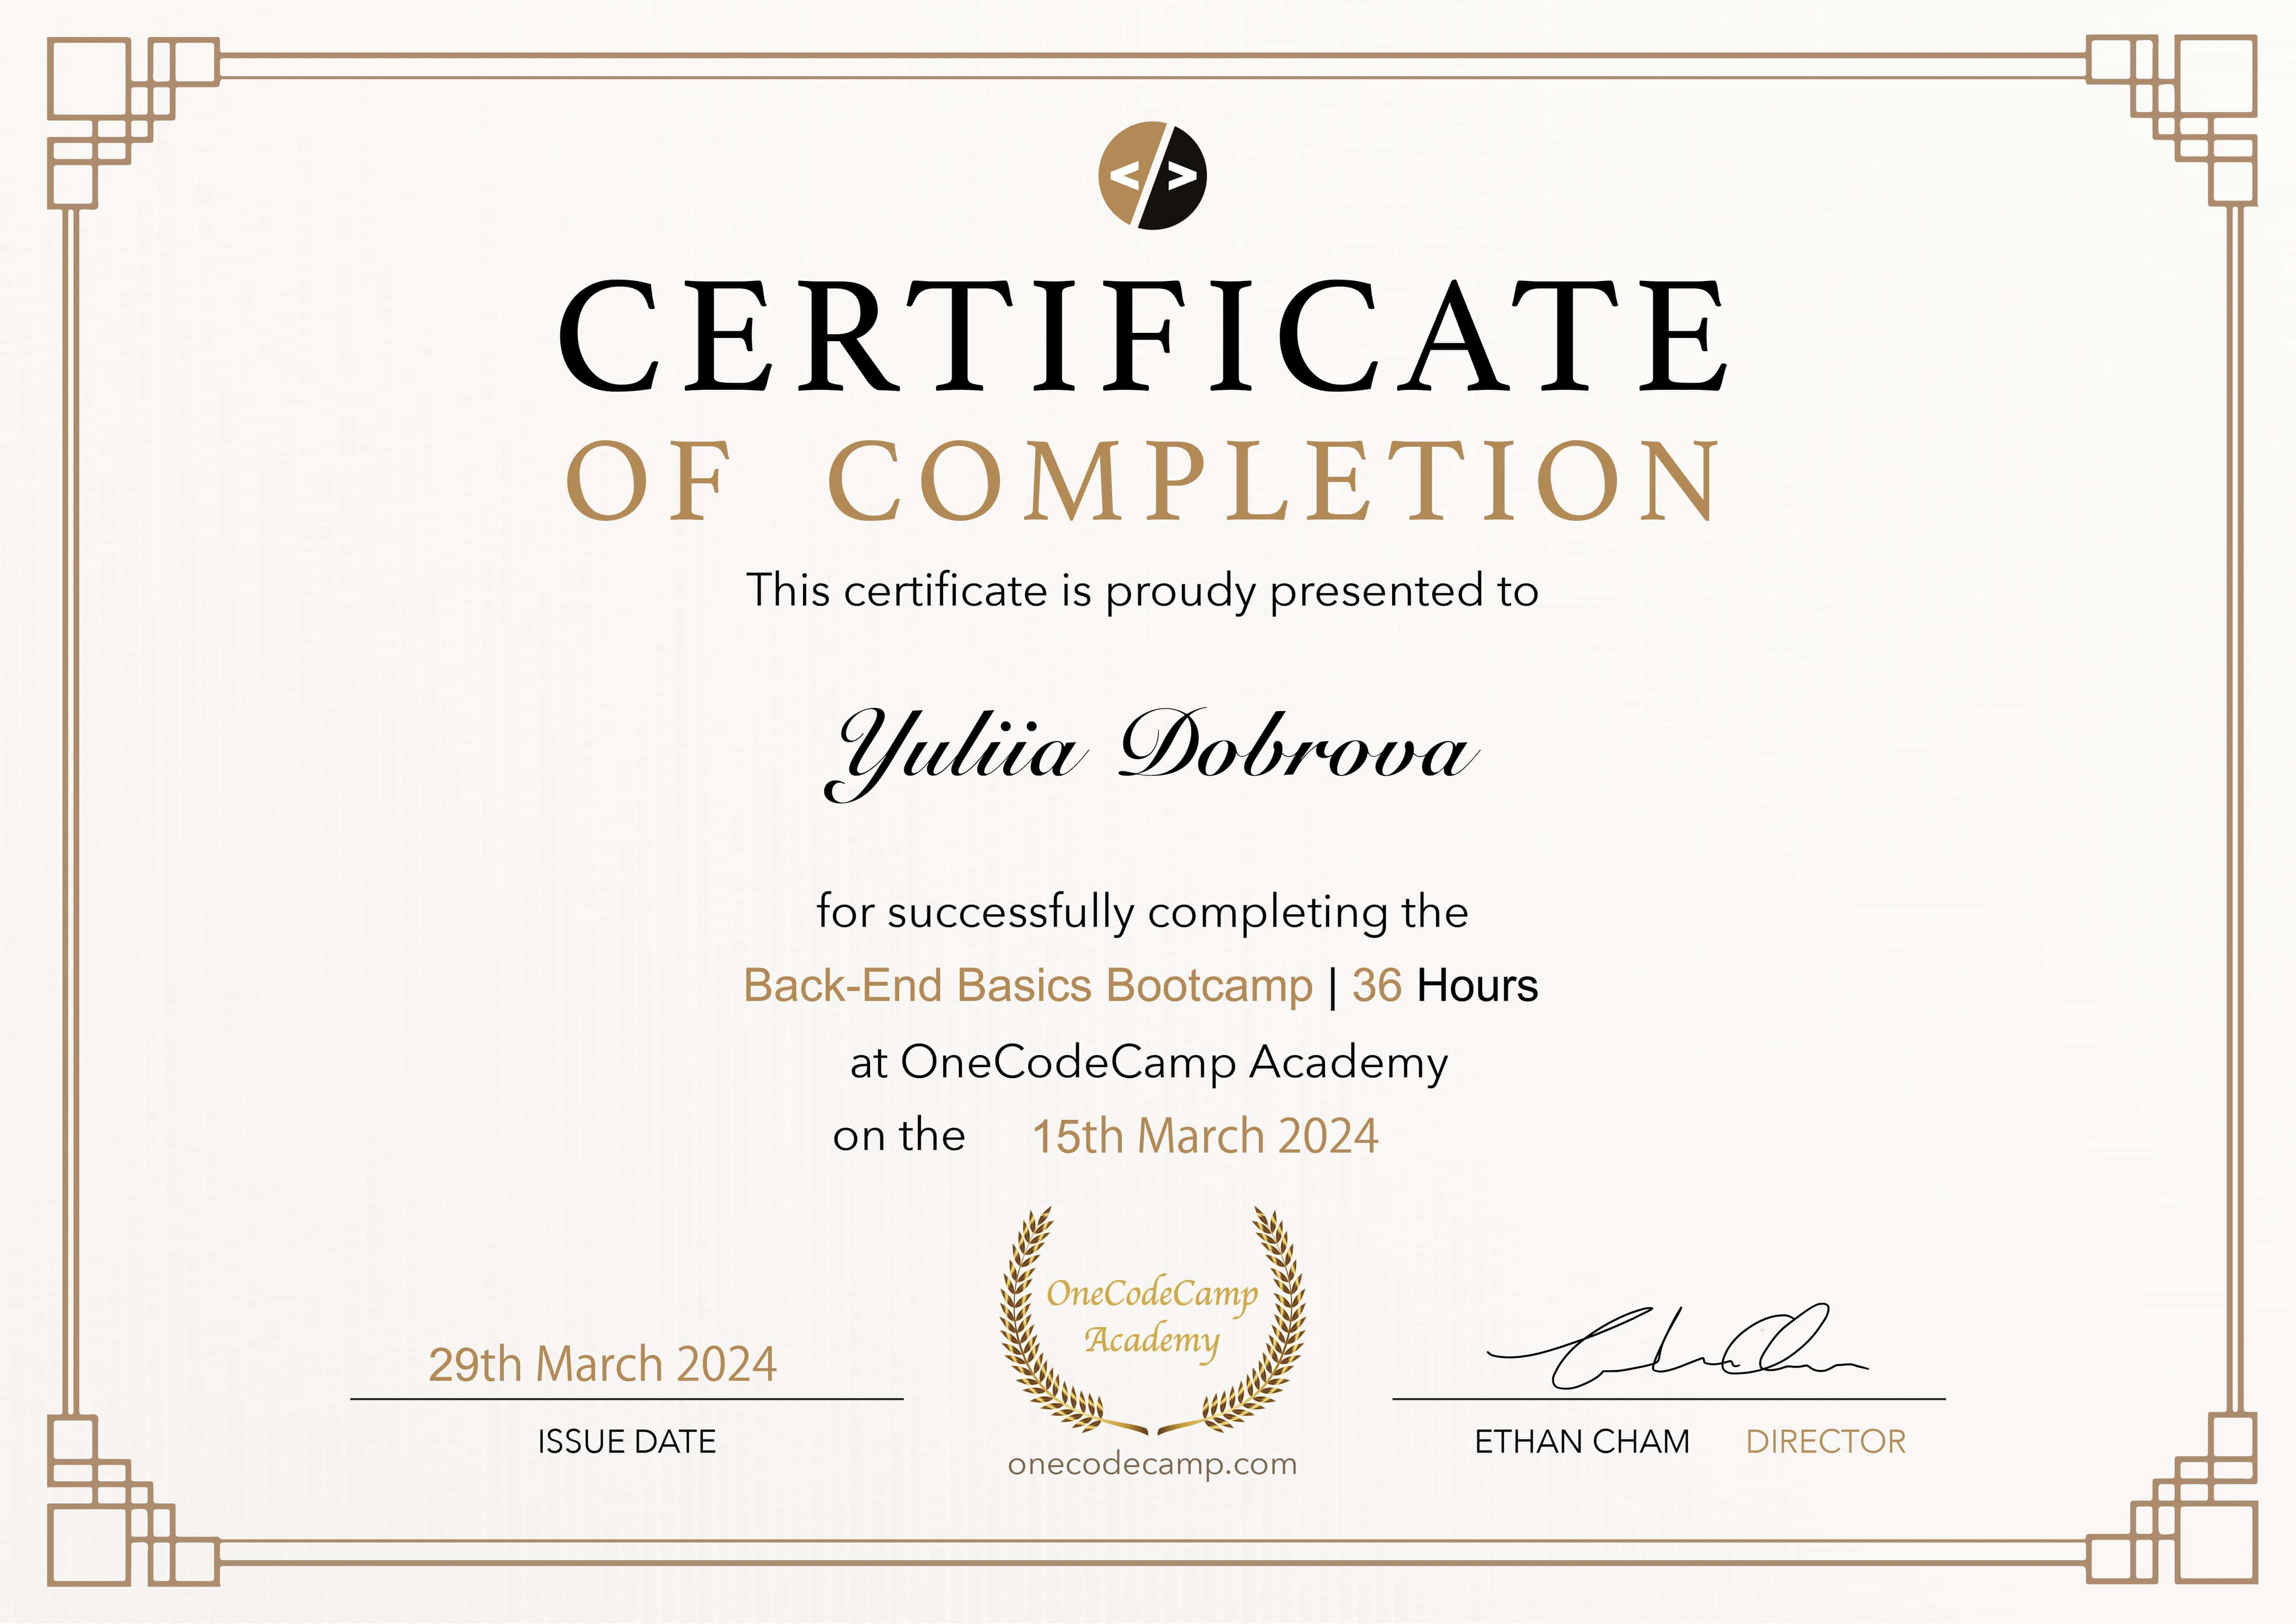 </>
CERTIFICATE
OF COMPLETION
This certificate is proudy presented to
Yuliia Dobrova
for successfully completing the
Back-End Basics Bootcamp | 36 Hours
at OneCodeCamp Academy
on the 15th March 2024
OneCodeCamp
Academy
onecodecamp.com
29th March 2024
ISSUE DATE
ETHAN CHAM DIRECTOR